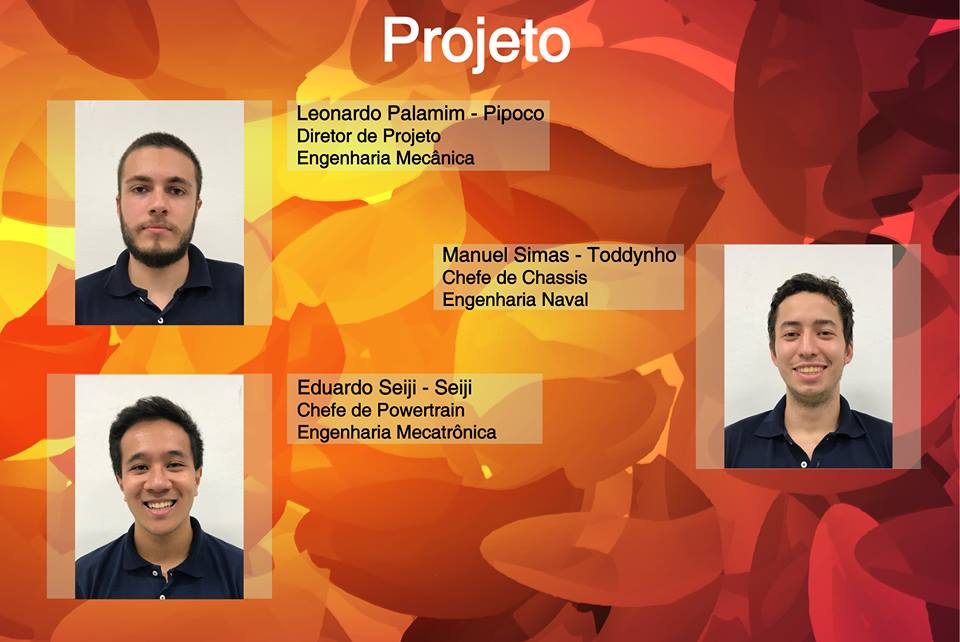 Projeto
Leonardo Palamim - Pipoco
Diretor de Projeto
Engenharia Mecânica
Manuel Simas - Toddynho
Chefe de Chassis
Engenharia Naval
Eduardo Seiji - Seiji
Chefe de Powertrain
Engenharia Mecatrônica